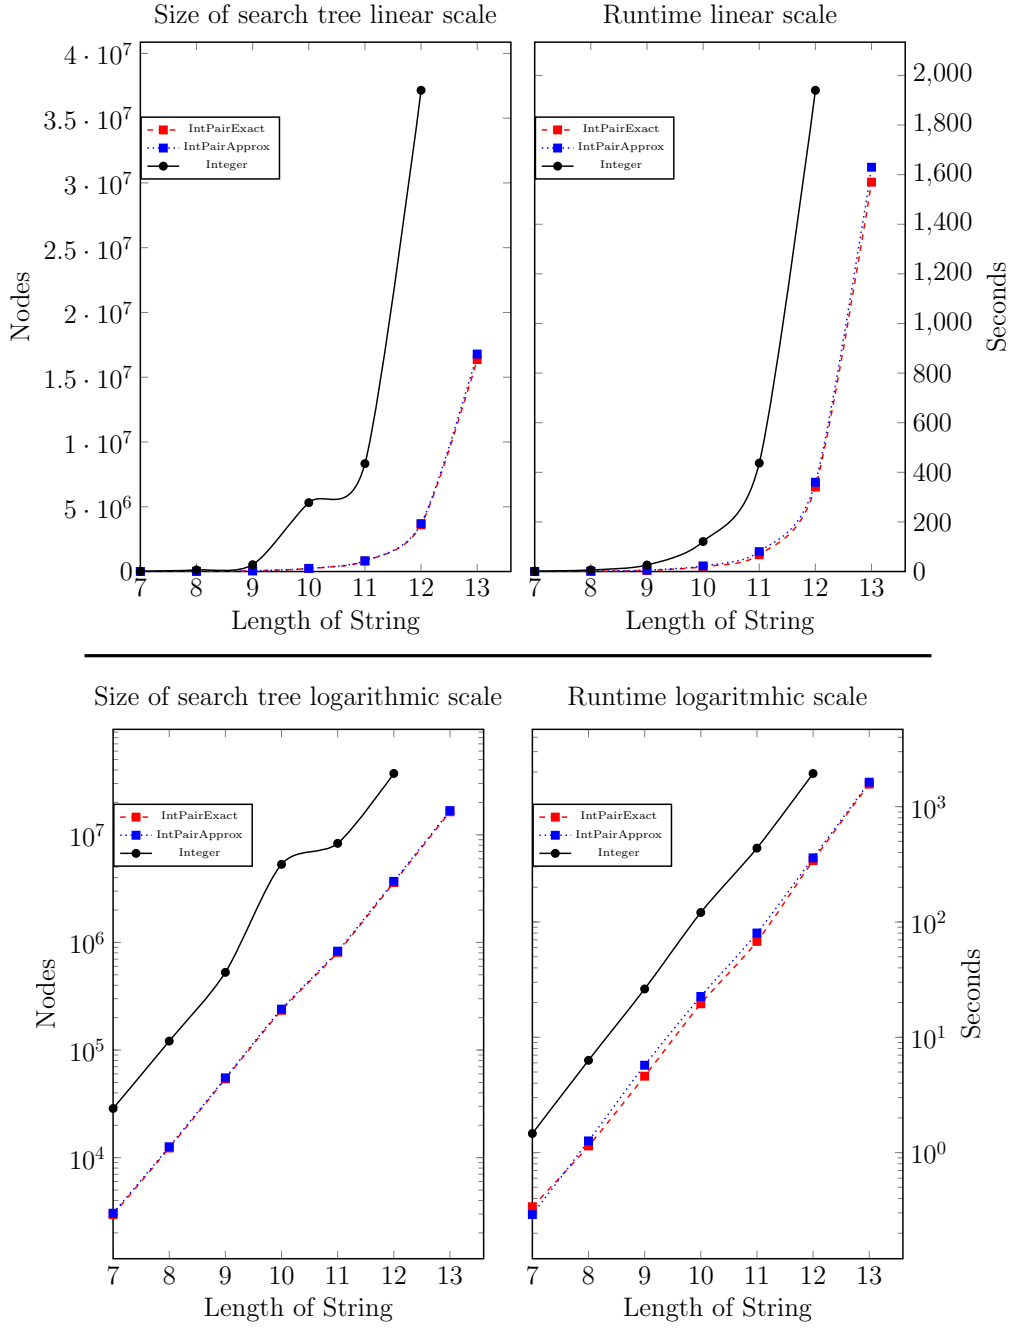 Size of search tree linear scale
4 · 10^7
3.5 · 10^7
3 · 10^7
2.5 · 10^7
2 · 10^7
1.5 · 10^7
1 · 10^7
5 · 10^6
0
Nodes
IntPairExact
IntPairApprox
Integer
7 8 9 10 11 12 13
Length of String
Runtime linear scale
IntPairExact
IntPairApprox
Integer
2,000
1,800
1,600
1,400
1,200
1,000
800
600
400
200
0
Seconds
7 8 9 10 11 12 13
Length of String
Size of search tree logarithmic scale
10^7
10^6
10^5
10^4
Nodes
IntPairExact
IntPairApprox
Integer
7 8 9 10 11 12 13
Length of String
Runtime logaritmhic scale
IntPairExact
IntPairApprox
Integer
10^3
10^2
10^1
10^0
Seconds
7 8 9 10 11 12 13
Length of String